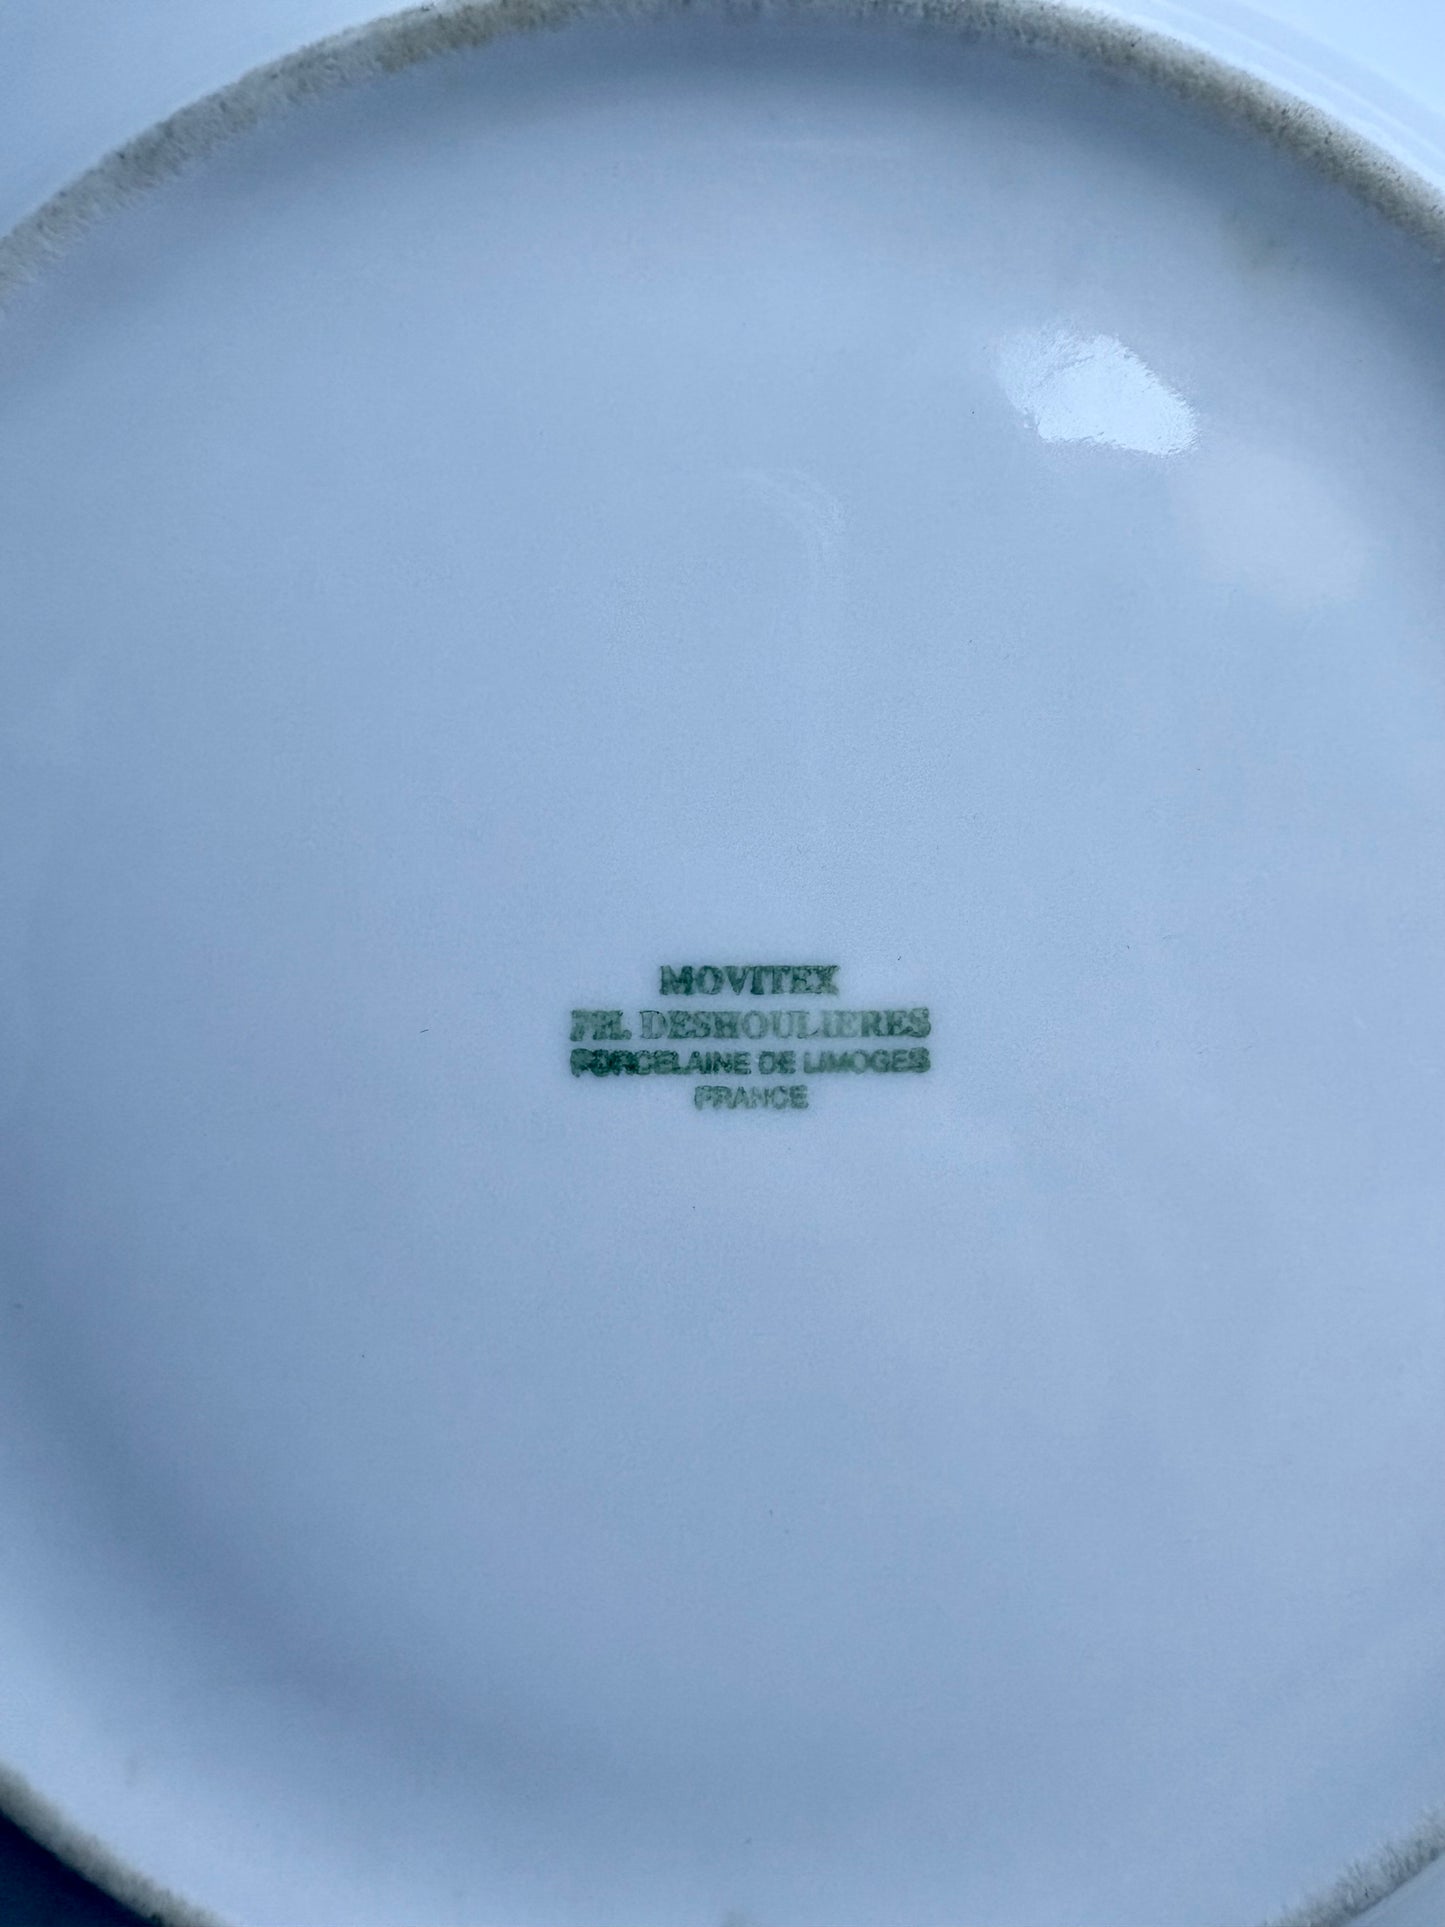 MOVITEX
PH. DESHOULIERES
PORCELAINE DE LIMOGES
FRANCE